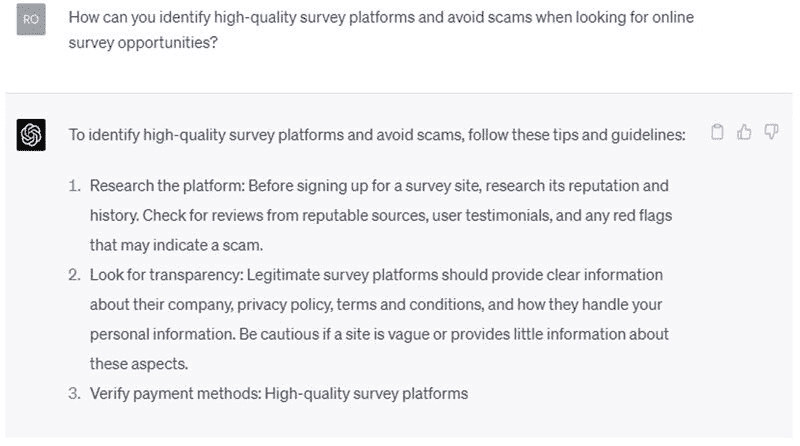 RO
How can you identify high-quality survey platforms and avoid scams when looking for online
survey opportunities?
To identify high-quality survey platforms and avoid scams, follow these tips and guidelines:
1. Research the platform: Before signing up for a survey site, research its reputation and
history. Check for reviews from reputable sources, user testimonials, and any red flags
that may indicate a scam.
2. Look for transparency: Legitimate survey platforms should provide clear information
about their company, privacy policy, terms and conditions, and how they handle your
personal information. Be cautious if a site is vague or provides little information about
these aspects.
3. Verify payment methods: High-quality survey platforms